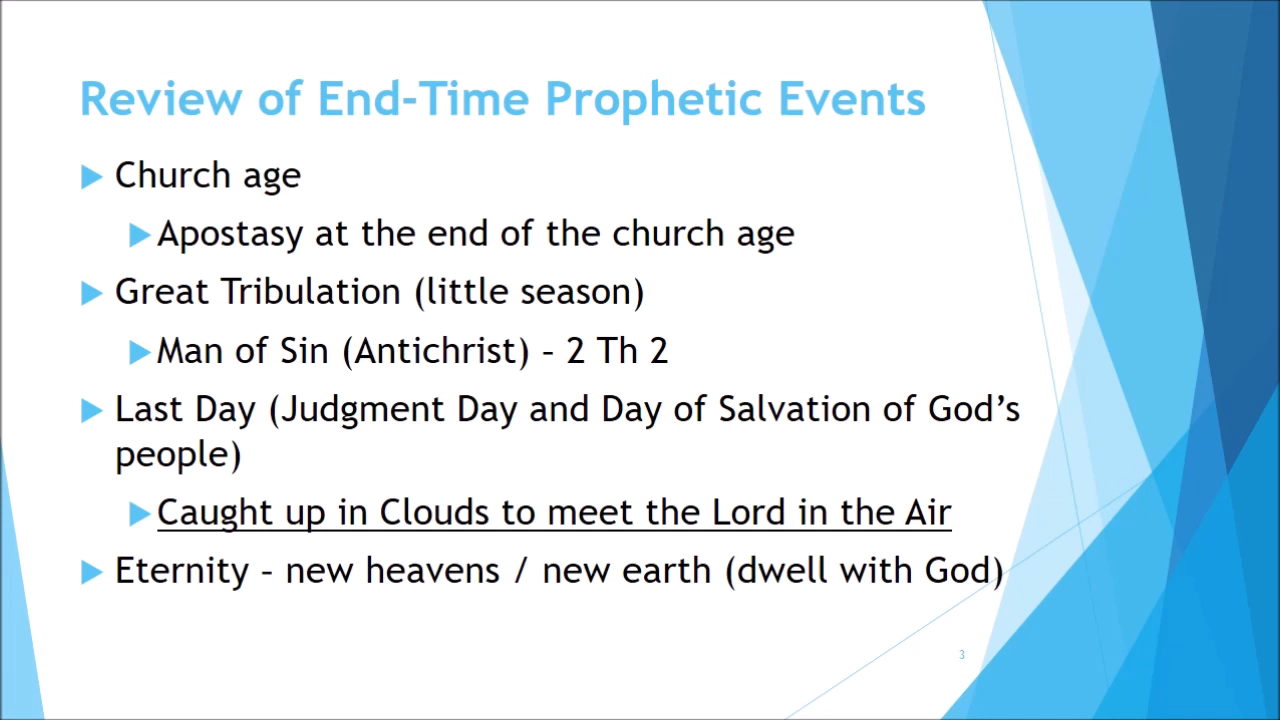 Review of End-Time Prophetic Events
Church age
Apostasy at the end of the church age
Great Tribulation (little season)
Man of Sin (Antichrist) – 2 Th 2
Last Day (Judgment Day and Day of Salvation of God’s
people)
Caught up in Clouds to meet the Lord in the Air
Eternity – new heavens / new earth (dwell with God)
3